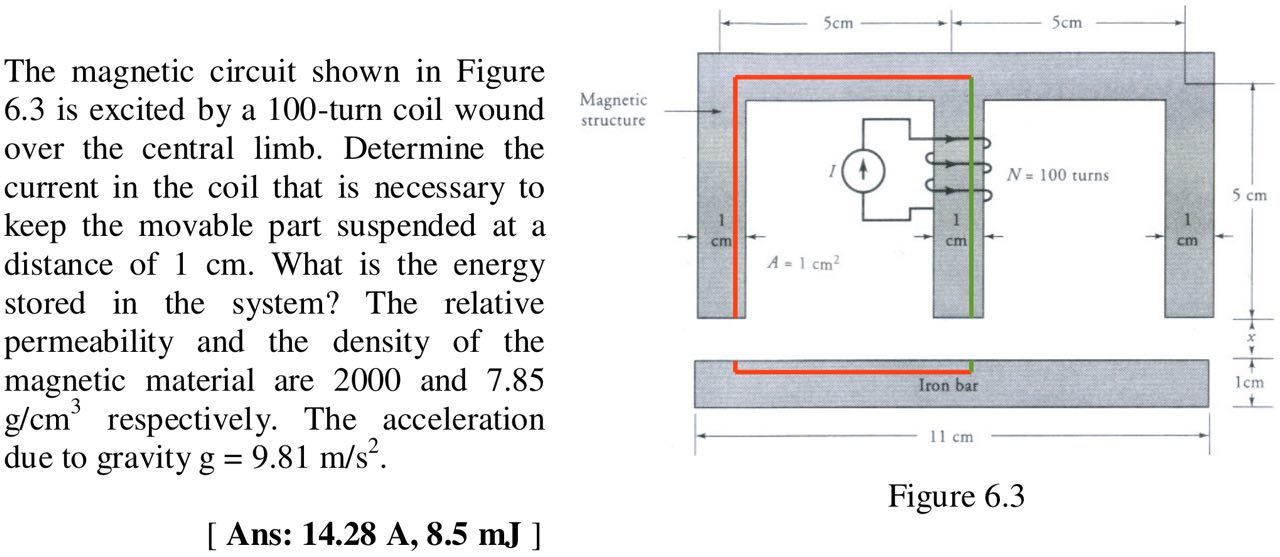 The magnetic circuit shown in Figure
6.3 is excited by a 100-turn coil wound
over the central limb. Determine the
current in the coil that is necessary to
keep the movable part suspended at a
distance of 1 cm. What is the energy
stored in the system? The relative
permeability and the density of the
magnetic material are 2000 and 7.85
g/cm³ respectively. The acceleration
due to gravity g = 9.81 m/s².
[ Ans: 14.28 A, 8.5 mJ ]
5cm
5cm
Magnetic
structure
I
N = 100 turns
5 cm
1
cm
1
cm
1
cm
A = 1 cm²
x
Iron bar
1cm
11 cm
Figure 6.3